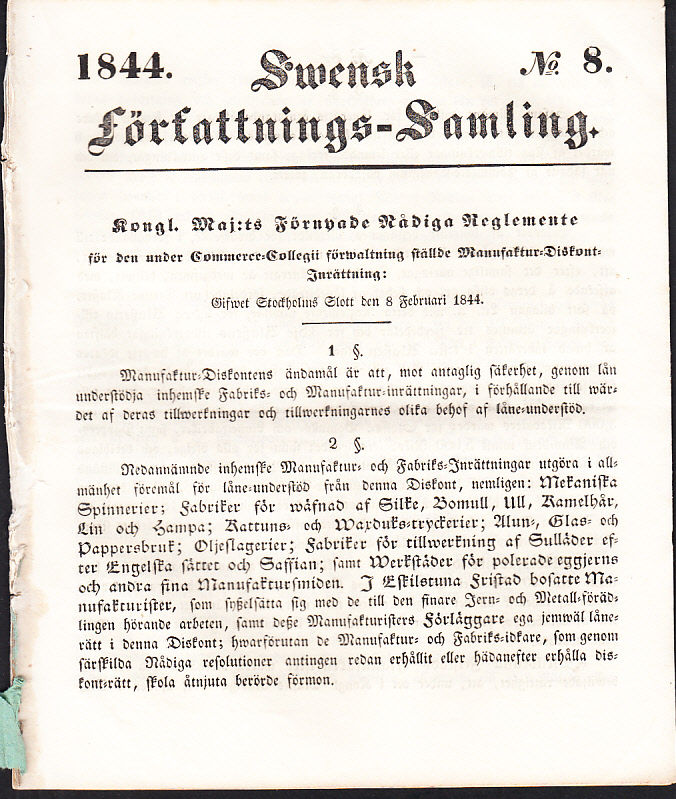 1844. Swensk № 8.
Författnings-Samling.
Kongl. Maj:ts Förnyade Nådiga Reglemente
för den under Commerce-Collegii förwaltning ställde Manufaktur-Diskont-
Inrättning:
Gifwet Stockholms Slott den 8 Februari 1844.
1 §.
Manufaktur-Diskontens ändamål är att, mot antaglig säkerhet, genom lån
understödja inhemske Fabriks- och Manufaktur-inrättningar, i förhållande till wär-
det af deras tillwerkningar och tillwerkningarnes olika behof af låne-understöd.
2 §.
Nedannämnde inhemske Manufaktur- och Fabriks-Inrättningar utgöra i all-
mänhet föremål för låne-understöd från denna Diskont, nemligen: Mekaniska
Spinnerier; Fabriker för wäfnad af Silke, Bomull, Ull, Kamelhår,
Lin och Hampa; Kattuns- och Waxduks-tryckerier; Alun-, Glas- och
Pappersbruk; Oljeslagerier; Fabriker för tillwerkning af Sulläder ef-
ter Engelska sättet och Saffian; samt Werkstäder för polerade eggjerns
och andra fina Manufaktursmiden. I Eskilstuna Fristad bosatte Ma-
nufakturister, som sysselsätta sig med de till den finare Jern- och Metall-foräd-
lingen hörande arbeten, samt desse Manufakturisters Förläggare ega jemwäl låne-
rätt i denna Diskont; hwarförutan de Manufaktur- och Fabriks-idkare, som genom
särskilda Nådiga resolutioner antingen redan erhållit eller hädanefter erhålla dis-
kont-rätt, skola åtnjuta berörde förmon.